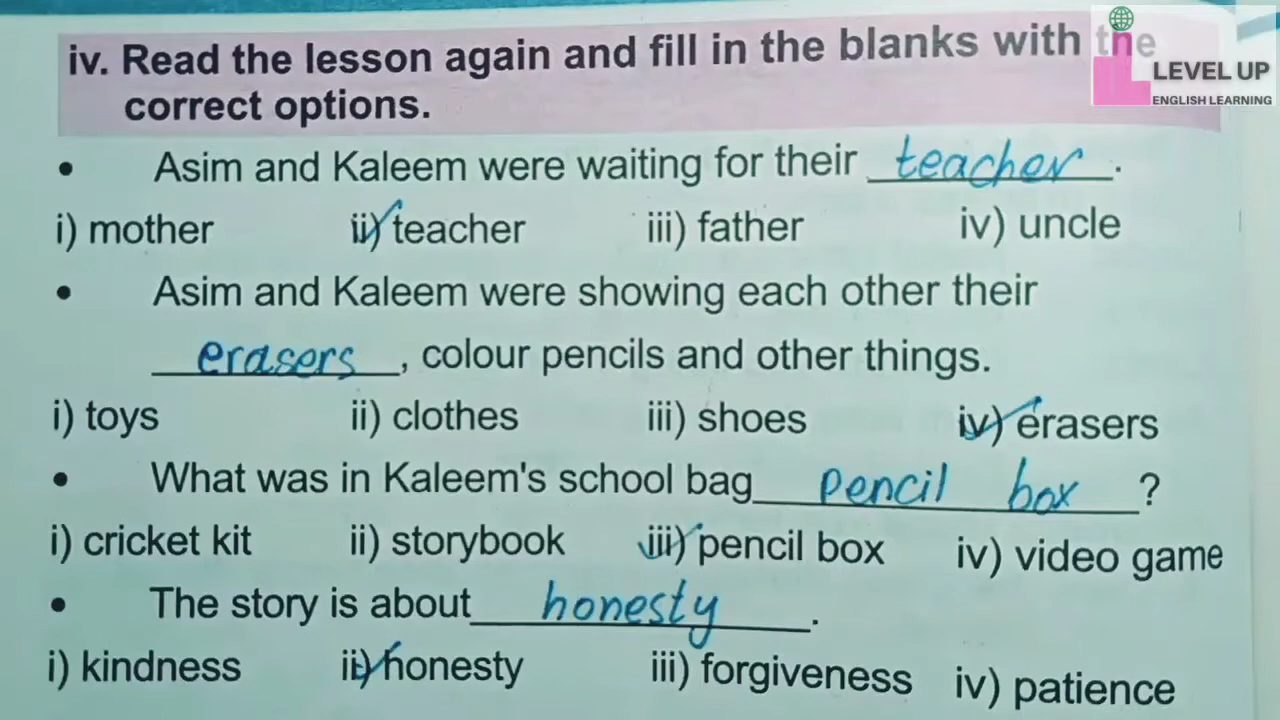 iv. Read the lesson again and fill in the blanks with the
correct options.
LEVEL UP
ENGLISH LEARNING
• Asim and Kaleem were waiting for their teacher.
i) mother ii) teacher iii) father iv) uncle
• Asim and Kaleem were showing each other their
erasers, colour pencils and other things.
i) toys ii) clothes iii) shoes iv) erasers
• What was in Kaleem's school bag pencil box?
i) cricket kit ii) storybook iii) pencil box iv) video game
• The story is about honesty.
i) kindness ii) honesty iii) forgiveness iv) patience